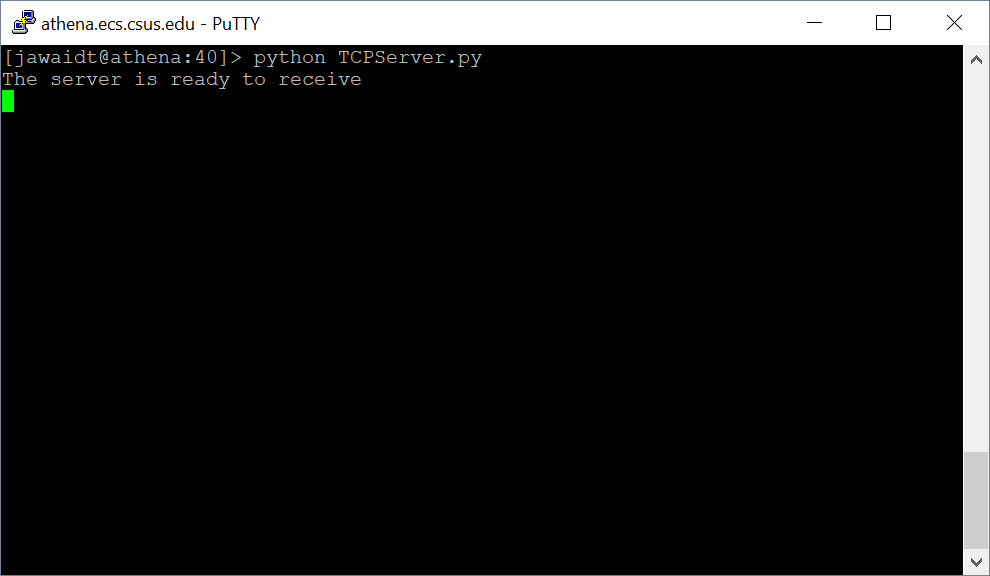 athena.ecs.csus.edu - PuTTY
[jawaidt@athena:40]> python TCPServer.py
The server is ready to receive